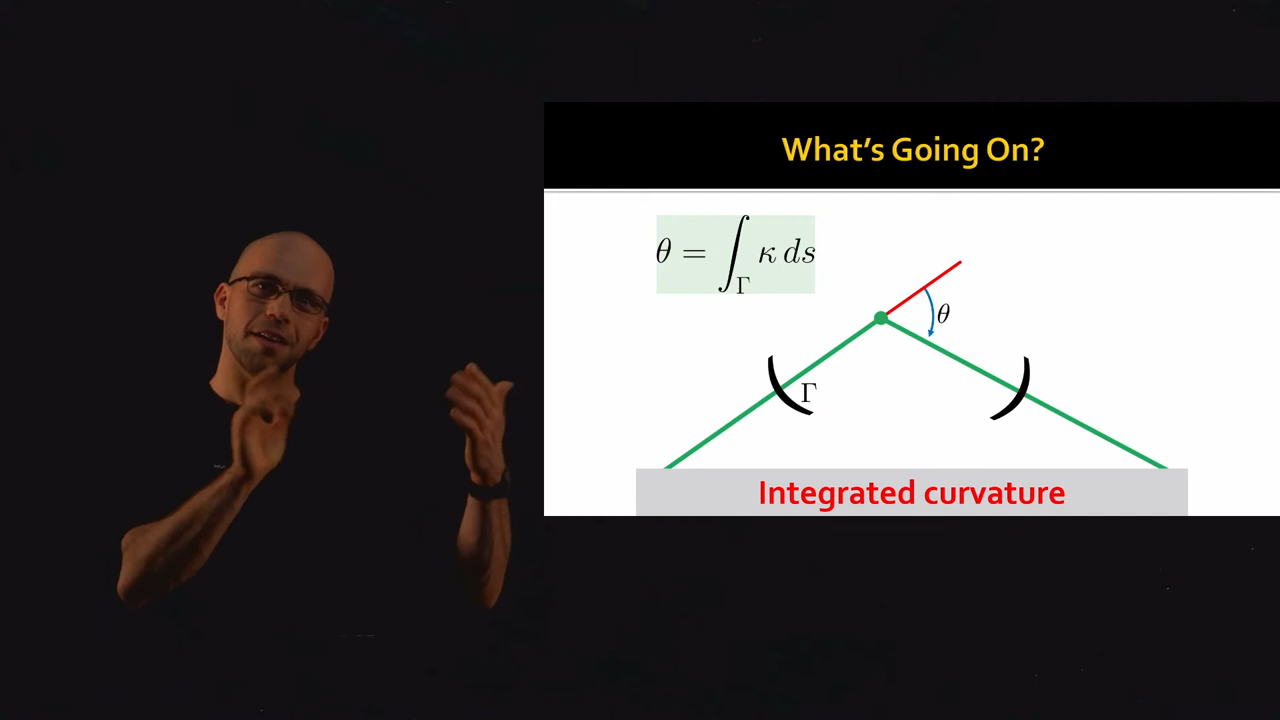 What's Going On?
θ = ∫_Γ κ ds
θ
Γ
Integrated curvature